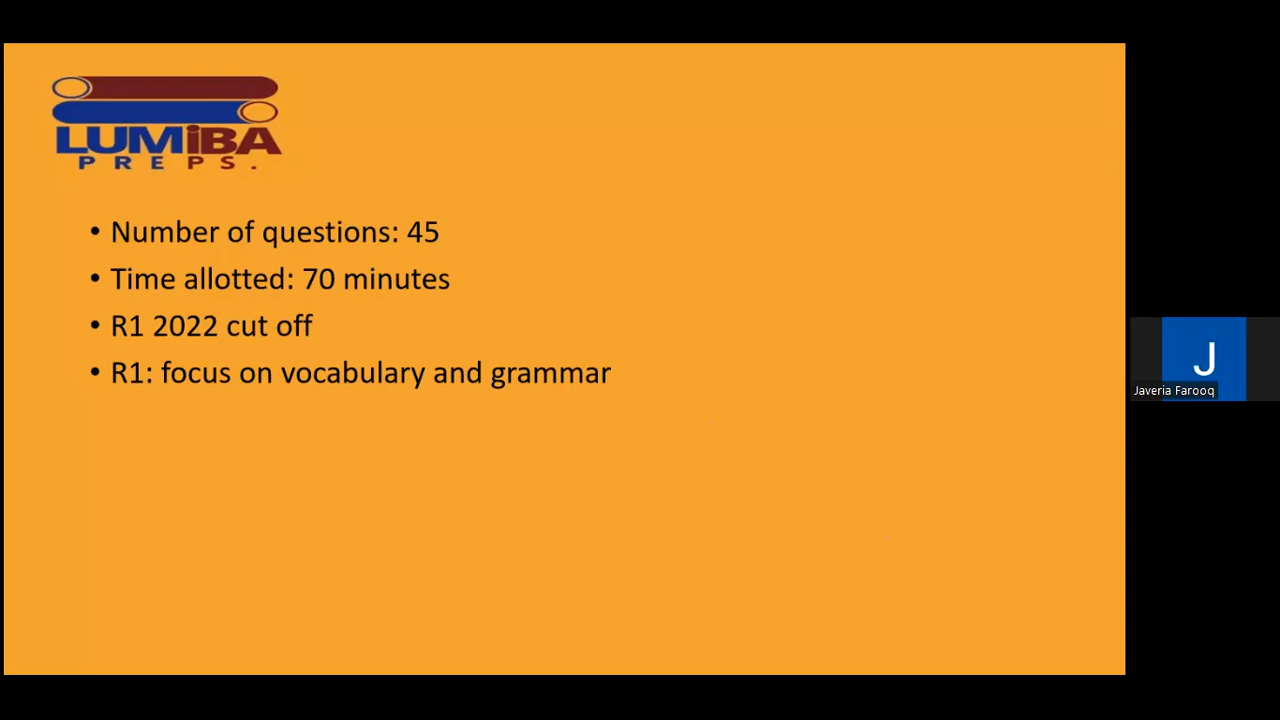 LUMiBA
PREPS.
• Number of questions: 45
• Time allotted: 70 minutes
• R1 2022 cut off
• R1: focus on vocabulary and grammar
J
Javeria Farooq